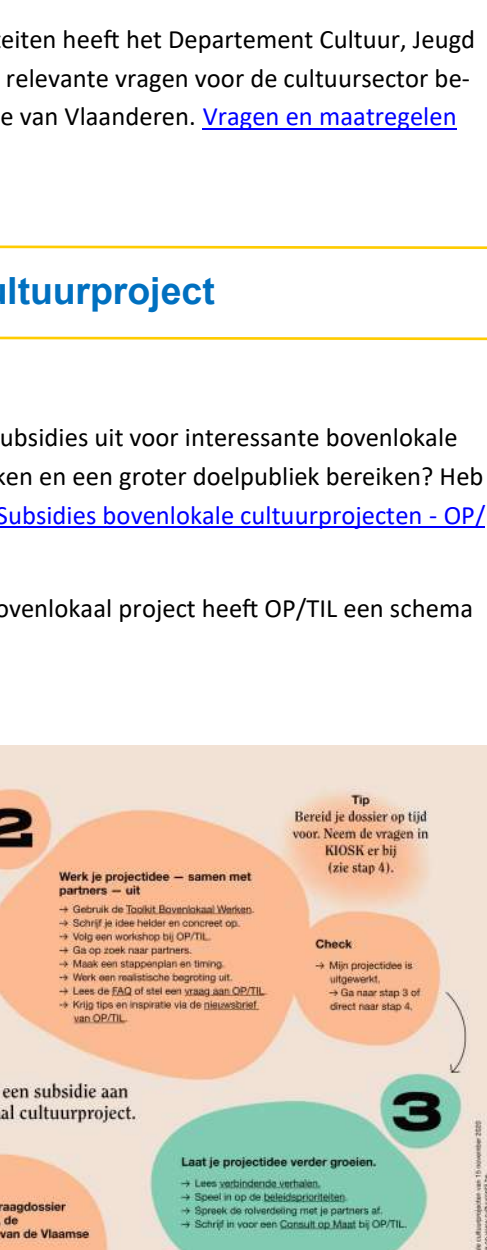 teiten heeft het Departement Cultuur, Jeugd
relevante vragen voor de cultuursector be-
e van Vlaanderen. Vragen en maatregelen
ultuurproject
subsidies uit voor interessante bovenlokale
ken en een groter doelpubliek bereiken? Heb
Subsidies bovenlokale cultuurprojecten - OP/
ovenlokaal project heeft OP/TIL een schema
2
Werk je projectidee — samen met
partners — uit
→ Gebruik de Toolkit Bovenlokaal Werken.
→ Schrijf je idee helder en concreet op.
→ Volg een workshop bij OP/TIL.
→ Ga op zoek naar partners.
→ Maak een stappenplan en timing.
→ Werk een realistische begroting uit.
→ Lees de FAQ of stel een vraag aan OP/TIL.
→ Krijg tips en inspiratie via de nieuwsbrief
van OP/TIL.
Tip
Bereid je dossier op tijd
voor. Neem de vragen in
KIOSK er bij
(zie stap 4).
Check
→ Mijn projectidee is
uitgewerkt.
→ Ga naar stap 3 of
direct naar stap 4.
een subsidie aan
al cultuurproject.
3
Laat je projectidee verder groeien.
→ Lees verbindende verhalen.
→ Speel in op de beleidsprioriteiten.
→ Spreek de rolverdeling met je partners af.
→ Schrijf in voor een Consult op Maat bij OP/TIL.
raagdossier
de
van de Vlaamse
e cultuurprojecten van 15 november 2020